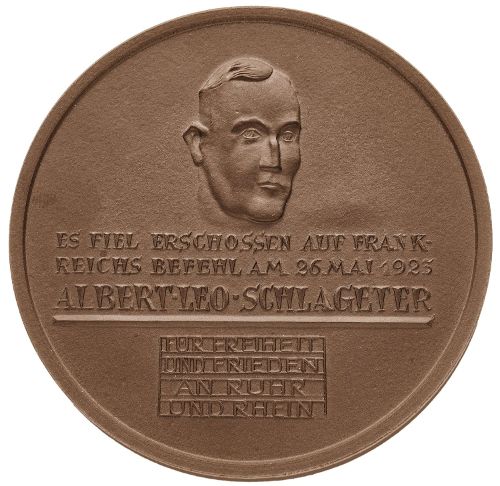 ES FIEL ERSCHOSSEN AUF FRANK-
REICHS BEFEHL AM 26 MAI 1923
ALBERT·LEO·SCHLAGETER
FÜR FREIHEIT
UND FRIEDEN
AN RUHR
UND RHEIN